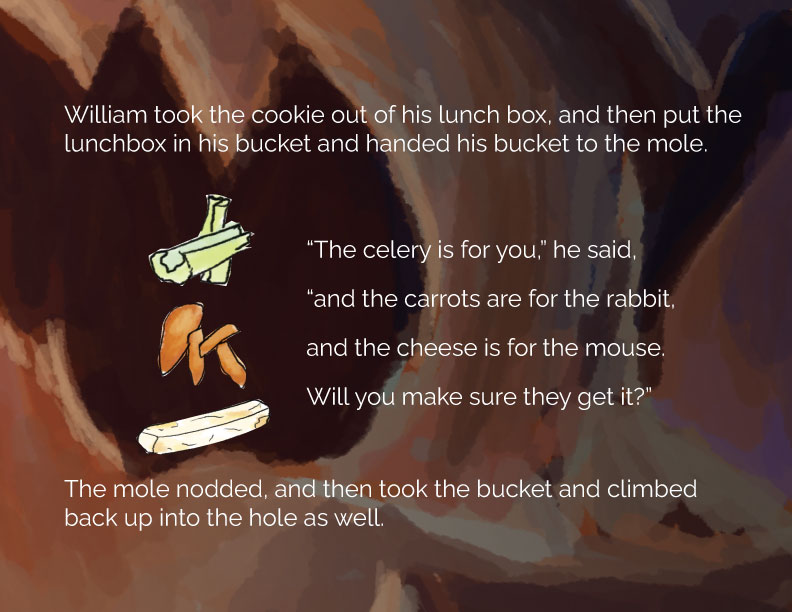 William took the cookie out of his lunch box, and then put the
lunchbox in his bucket and handed his bucket to the mole.
“The celery is for you,” he said,
“and the carrots are for the rabbit,
and the cheese is for the mouse.
Will you make sure they get it?”
The mole nodded, and then took the bucket and climbed
back up into the hole as well.